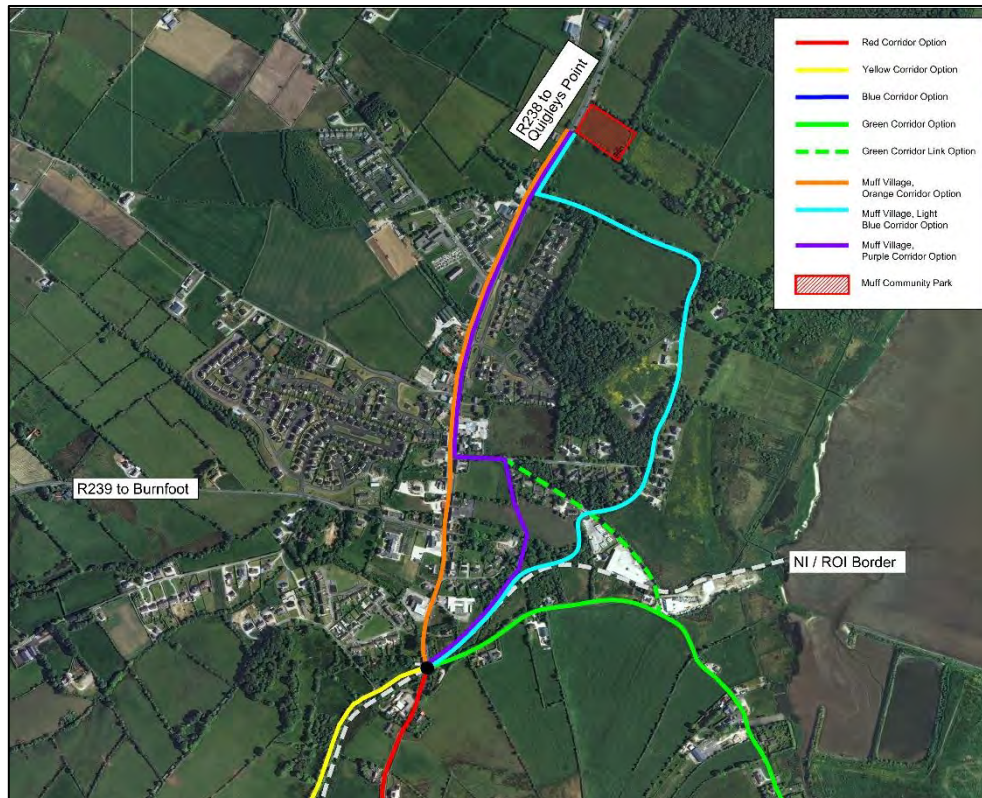 R238 to
Quigleys Point
Red Corridor Option
Yellow Corridor Option
Blue Corridor Option
Green Corridor Option
Green Corridor Link Option
Muff Village,
Orange Corridor Option
Muff Village, Light
Blue Corridor Option
Muff Village,
Purple Corridor Option
Muff Community Park
R239 to Burnfoot
NI / ROI Border